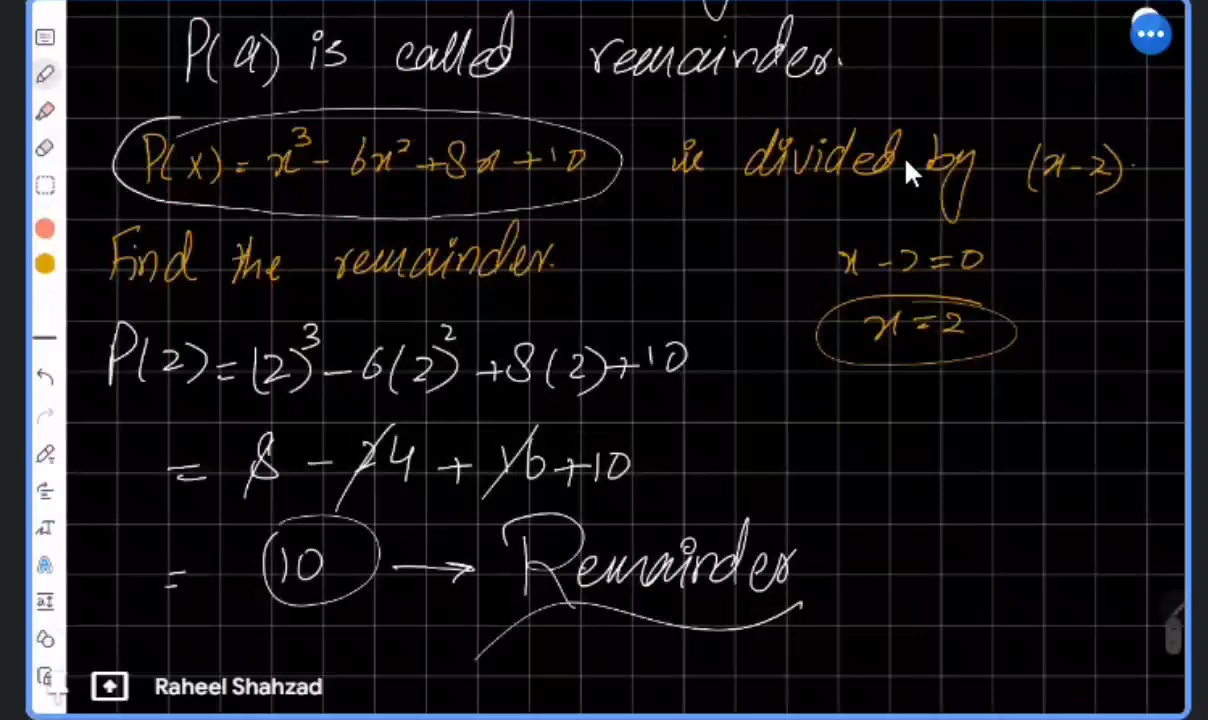 P(a) is called remainder.
P(x) = x³ - 6x² + 8x + 10 is divided by (x-2).
Find the remainder.
x - 2 = 0
x = 2
P(2) = (2)³ - 6(2)² + 8(2) + 10
= 8 - 24 + 16 + 10
= 10 → Remainder
Raheel Shahzad